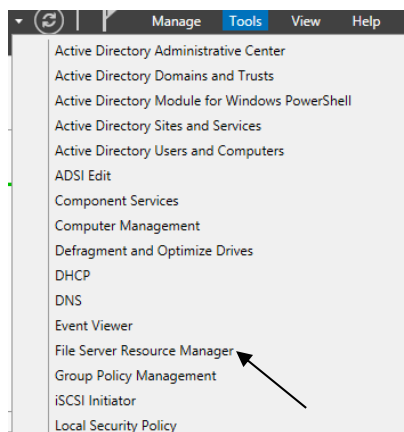 Manage Tools View Help
Active Directory Administrative Center
Active Directory Domains and Trusts
Active Directory Module for Windows PowerShell
Active Directory Sites and Services
Active Directory Users and Computers
ADSI Edit
Component Services
Computer Management
Defragment and Optimize Drives
DHCP
DNS
Event Viewer
File Server Resource Manager
Group Policy Management
iSCSI Initiator
Local Security Policy